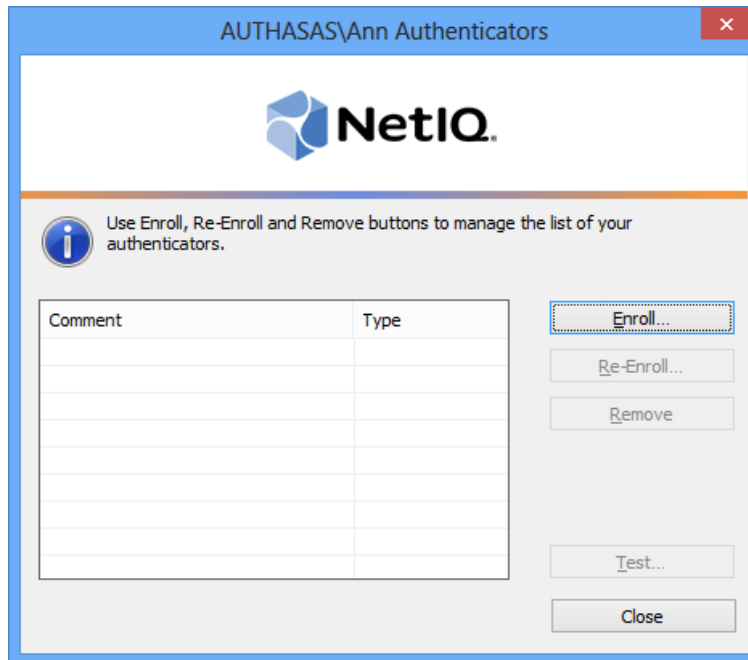 AUTHASAS\Ann Authenticators
NetIQ.
Use Enroll, Re-Enroll and Remove buttons to manage the list of your
authenticators.
Comment
Type
Enroll...
Re-Enroll...
Remove
Test...
Close